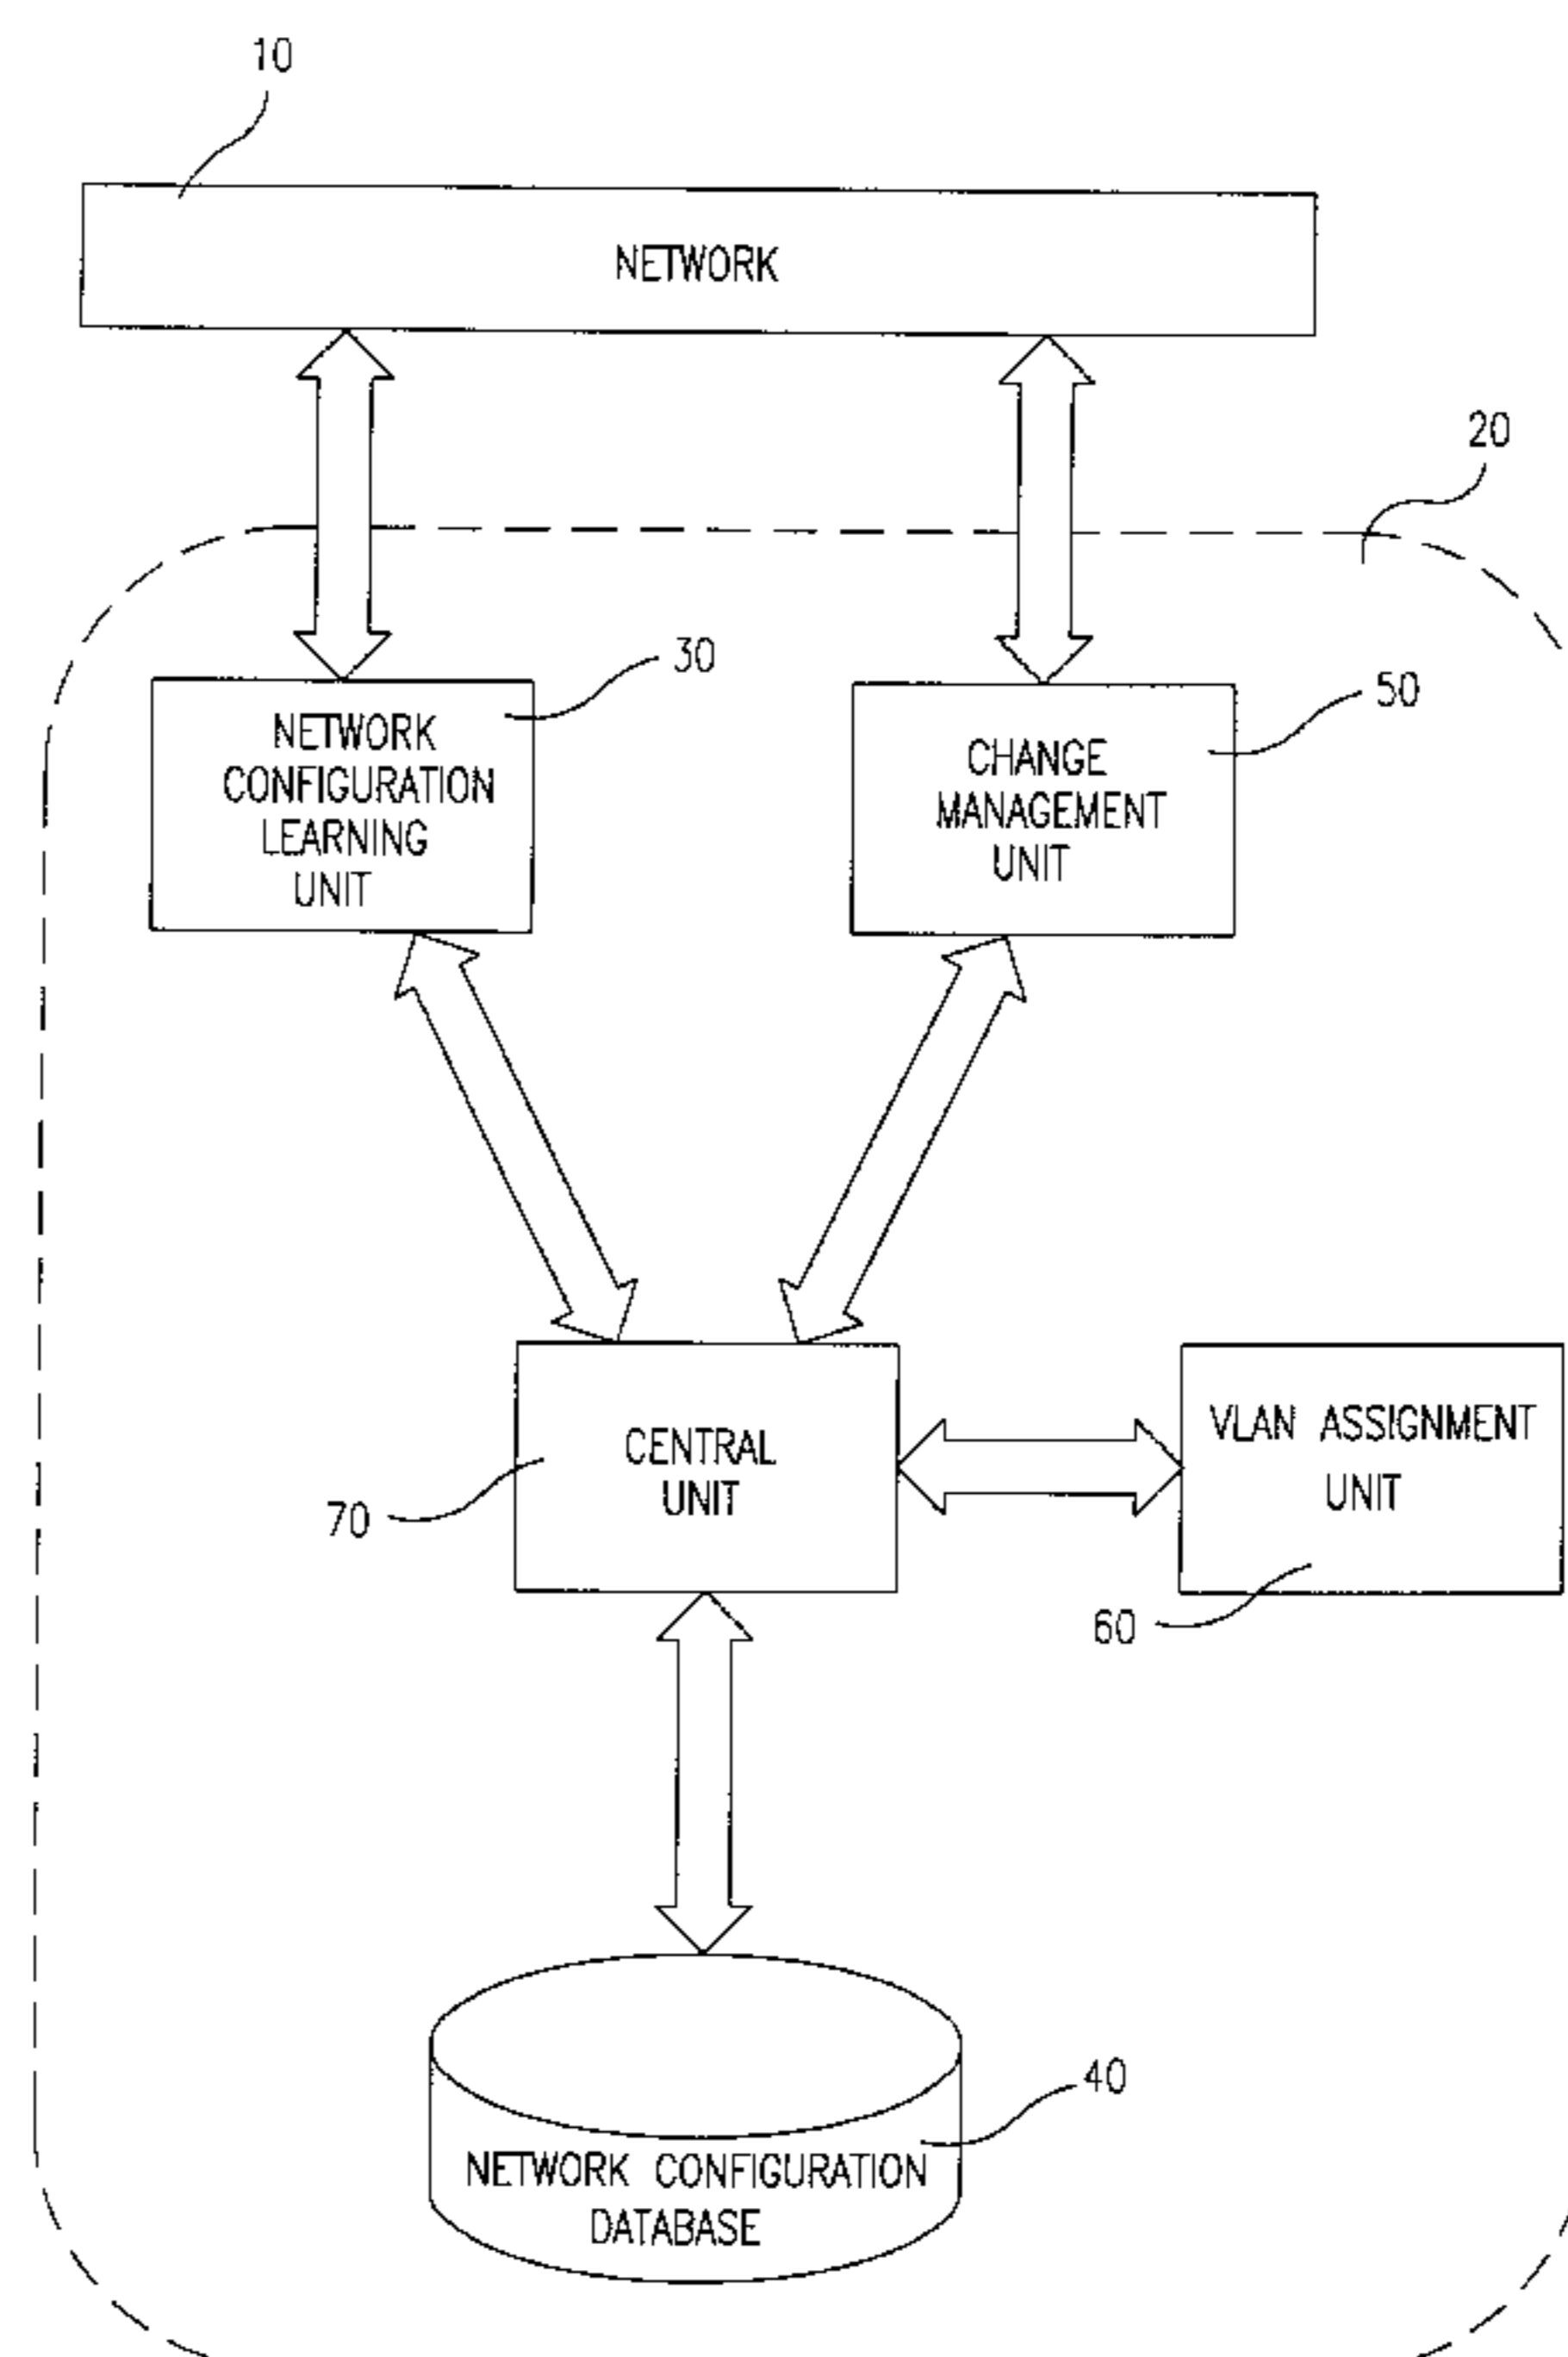 10
NETWORK
20
30
NETWORK
CONFIGURATION
LEARNING
UNIT
50
CHANGE
MANAGEMENT
UNIT
CENTRAL
UNIT
70
VLAN ASSIGNMENT
UNIT
60
40
NETWORK CONFIGURATION
DATABASE